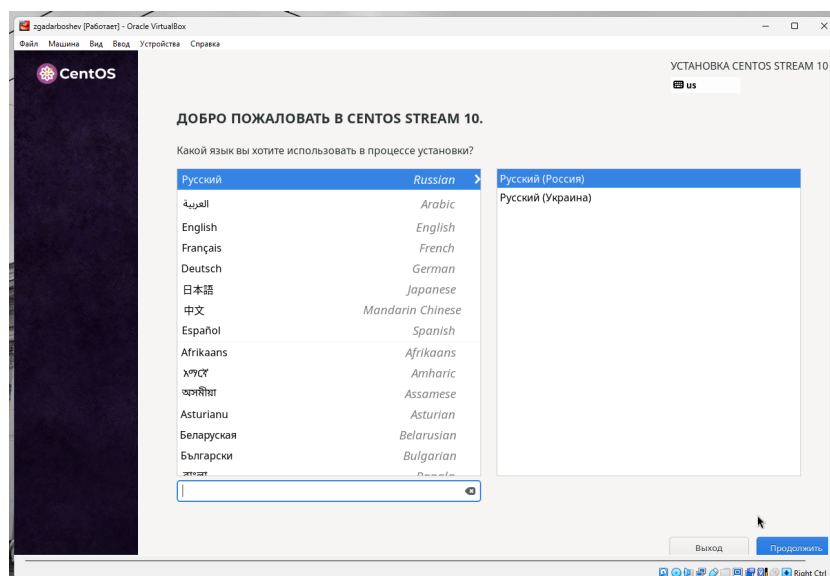 zgadarboshev [Работает] - Oracle VirtualBox
Файл Машина Вид Ввод Устройства Справка
CentOS
УСТАНОВКА CENTOS STREAM 10
us
ДОБРО ПОЖАЛОВАТЬ В CENTOS STREAM 10.
Какой язык вы хотите использовать в процессе установки?
Русский Russian
العربية Arabic
English English
Français French
Deutsch German
日本語 Japanese
中文 Mandarin Chinese
Español Spanish
Afrikaans Afrikaans
አማርኛ Amharic
অসমীয়া Assamese
Asturianu Asturian
Беларуская Belarusian
Български Bulgarian
বাংলা Bangla
Русский (Россия)
Русский (Украина)
Выход
Продолжить
Right Ctrl